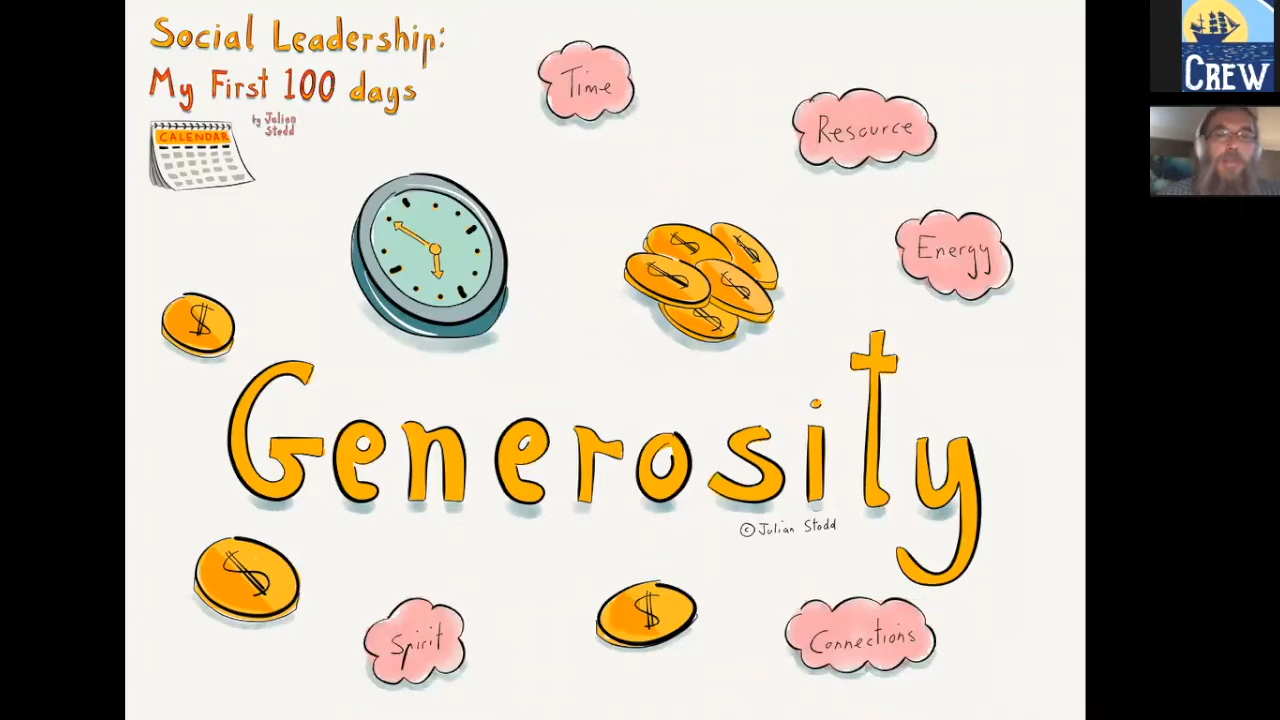 Social Leadership:
My First 100 days
by Julian
Stodd
CALENDAR
Time
Resource
Energy
$
$
$
$
$
$
Generosity
© Julian Stodd
$
$
Spirit
Connections
CREW